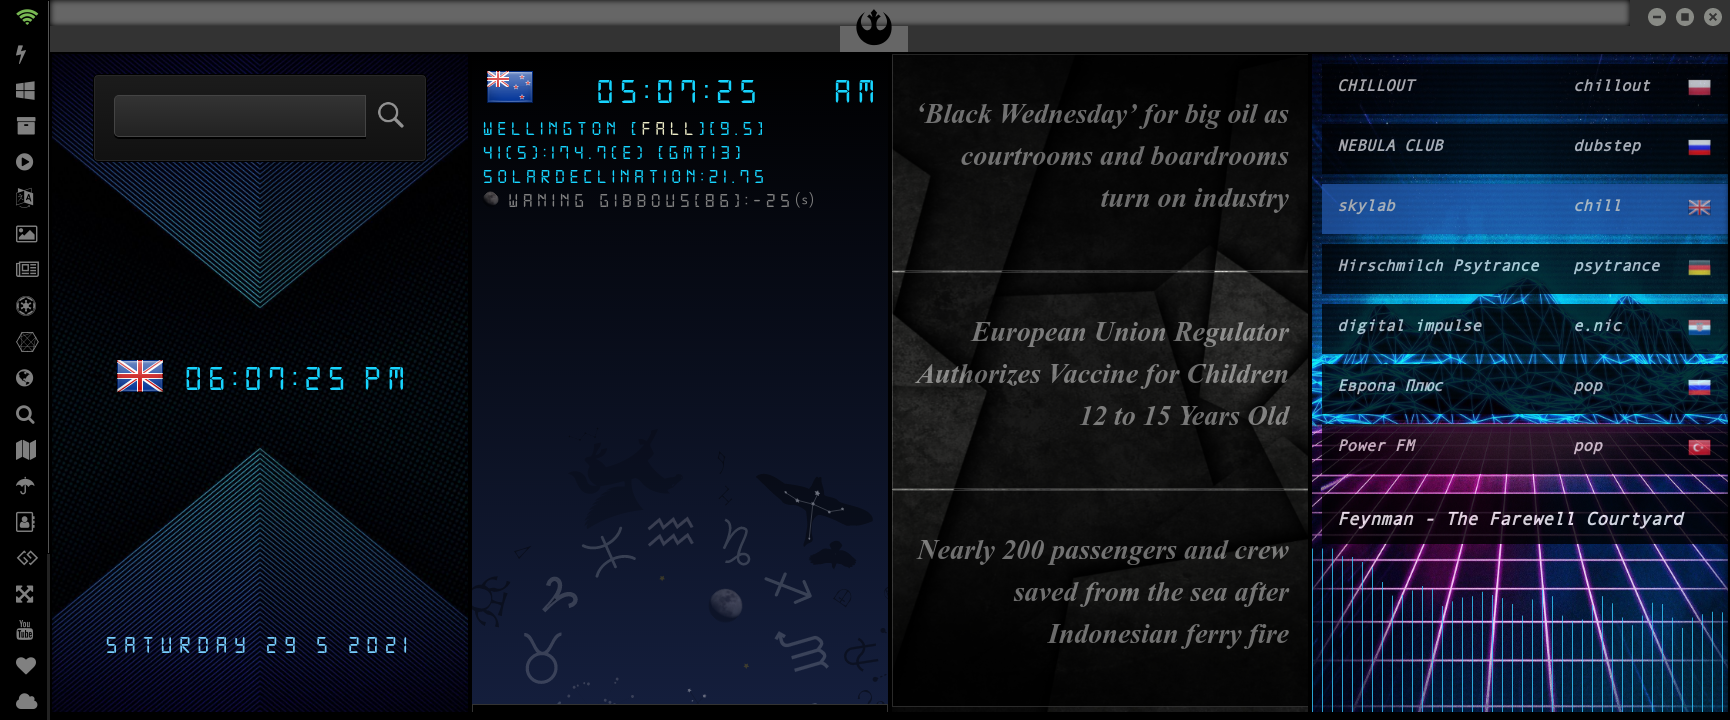 06:07:25 PM
SATURDAY 29 5 2021
05:07:25 AM
WELLINGTON [FALL][9.5]
41(S):174.7(E) [GMT13]
SOLARDECLINATION:21.75
WANING GIBBOUS[86]:-25(s)
‘Black Wednesday’ for big oil as
courtrooms and boardrooms
turn on industry
European Union Regulator
Authorizes Vaccine for Children
12 to 15 Years Old
Nearly 200 passengers and crew
saved from the sea after
Indonesian ferry fire
CHILLOUT chillout
NEBULA CLUB dubstep
skylab chill
Hirschmilch Psytrance psytrance
digital impulse e.nic
Европа Плюс pop
Power FM pop
Feynman - The Farewell Courtyard
You
Tube